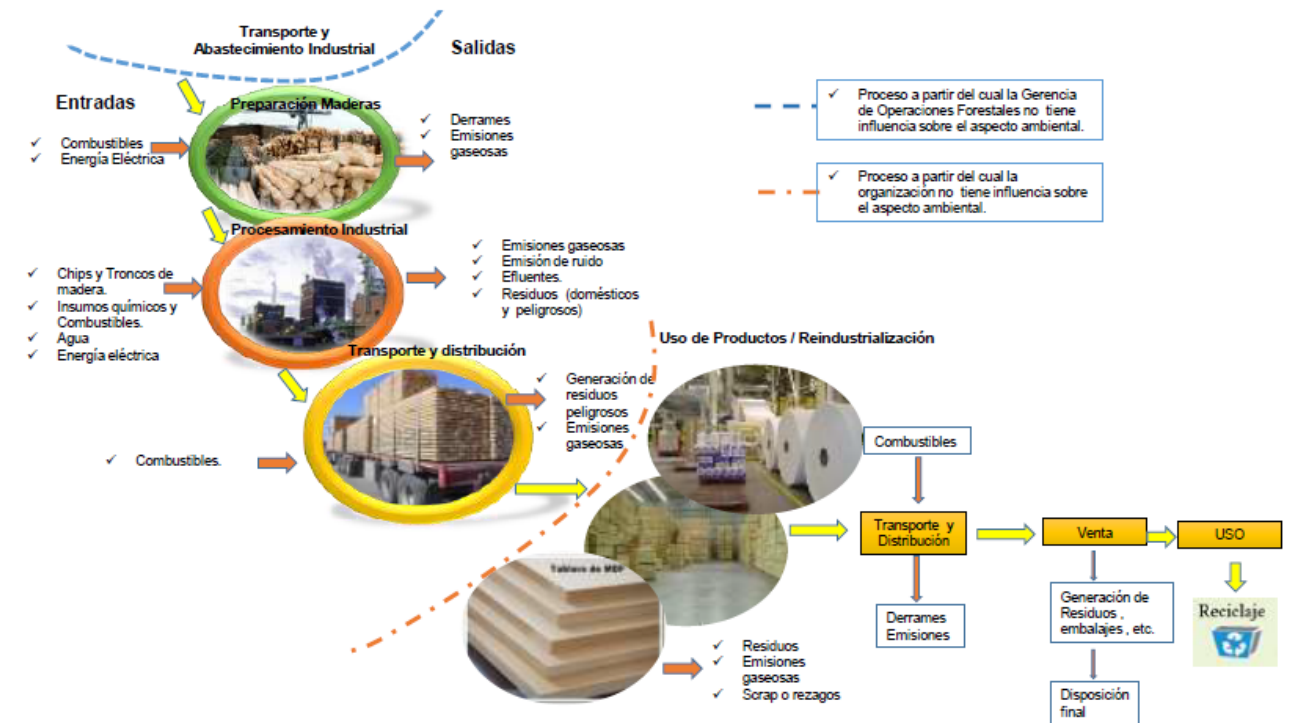 Transporte y
Abastecimiento Industrial
Salidas
Entradas
Preparación Maderas
✓ Combustibles
✓ Energía Eléctrica
✓ Derrames
✓ Emisiones
gaseosas
✓ Proceso a partir del cual la Gerencia
de Operaciones Forestales no tiene
influencia sobre el aspecto ambiental.
✓ Proceso a partir del cual la
organización no tiene influencia sobre
el aspecto ambiental.
Procesamiento Industrial
✓ Chips y Troncos de
madera.
✓ Insumos químicos y
Combustibles.
✓ Agua
✓ Energía eléctrica
✓ Emisiones gaseosas
✓ Emisión de ruido
✓ Efluentes.
✓ Residuos (domésticos
y peligrosos)
Transporte y distribución
✓ Combustibles.
✓ Generación de
residuos
peligrosos
✓ Emisiones
gaseosas
Uso de Productos / Reindustrialización
Tablero de MDF
✓ Residuos
✓ Emisiones
gaseosas
✓ Scrap o rezagos
Combustibles
Transporte y
Distribución
Derrames
Emisiones
Venta
Generación de
Residuos ,
embalajes , etc.
Disposición
final
USO
Reciclaje